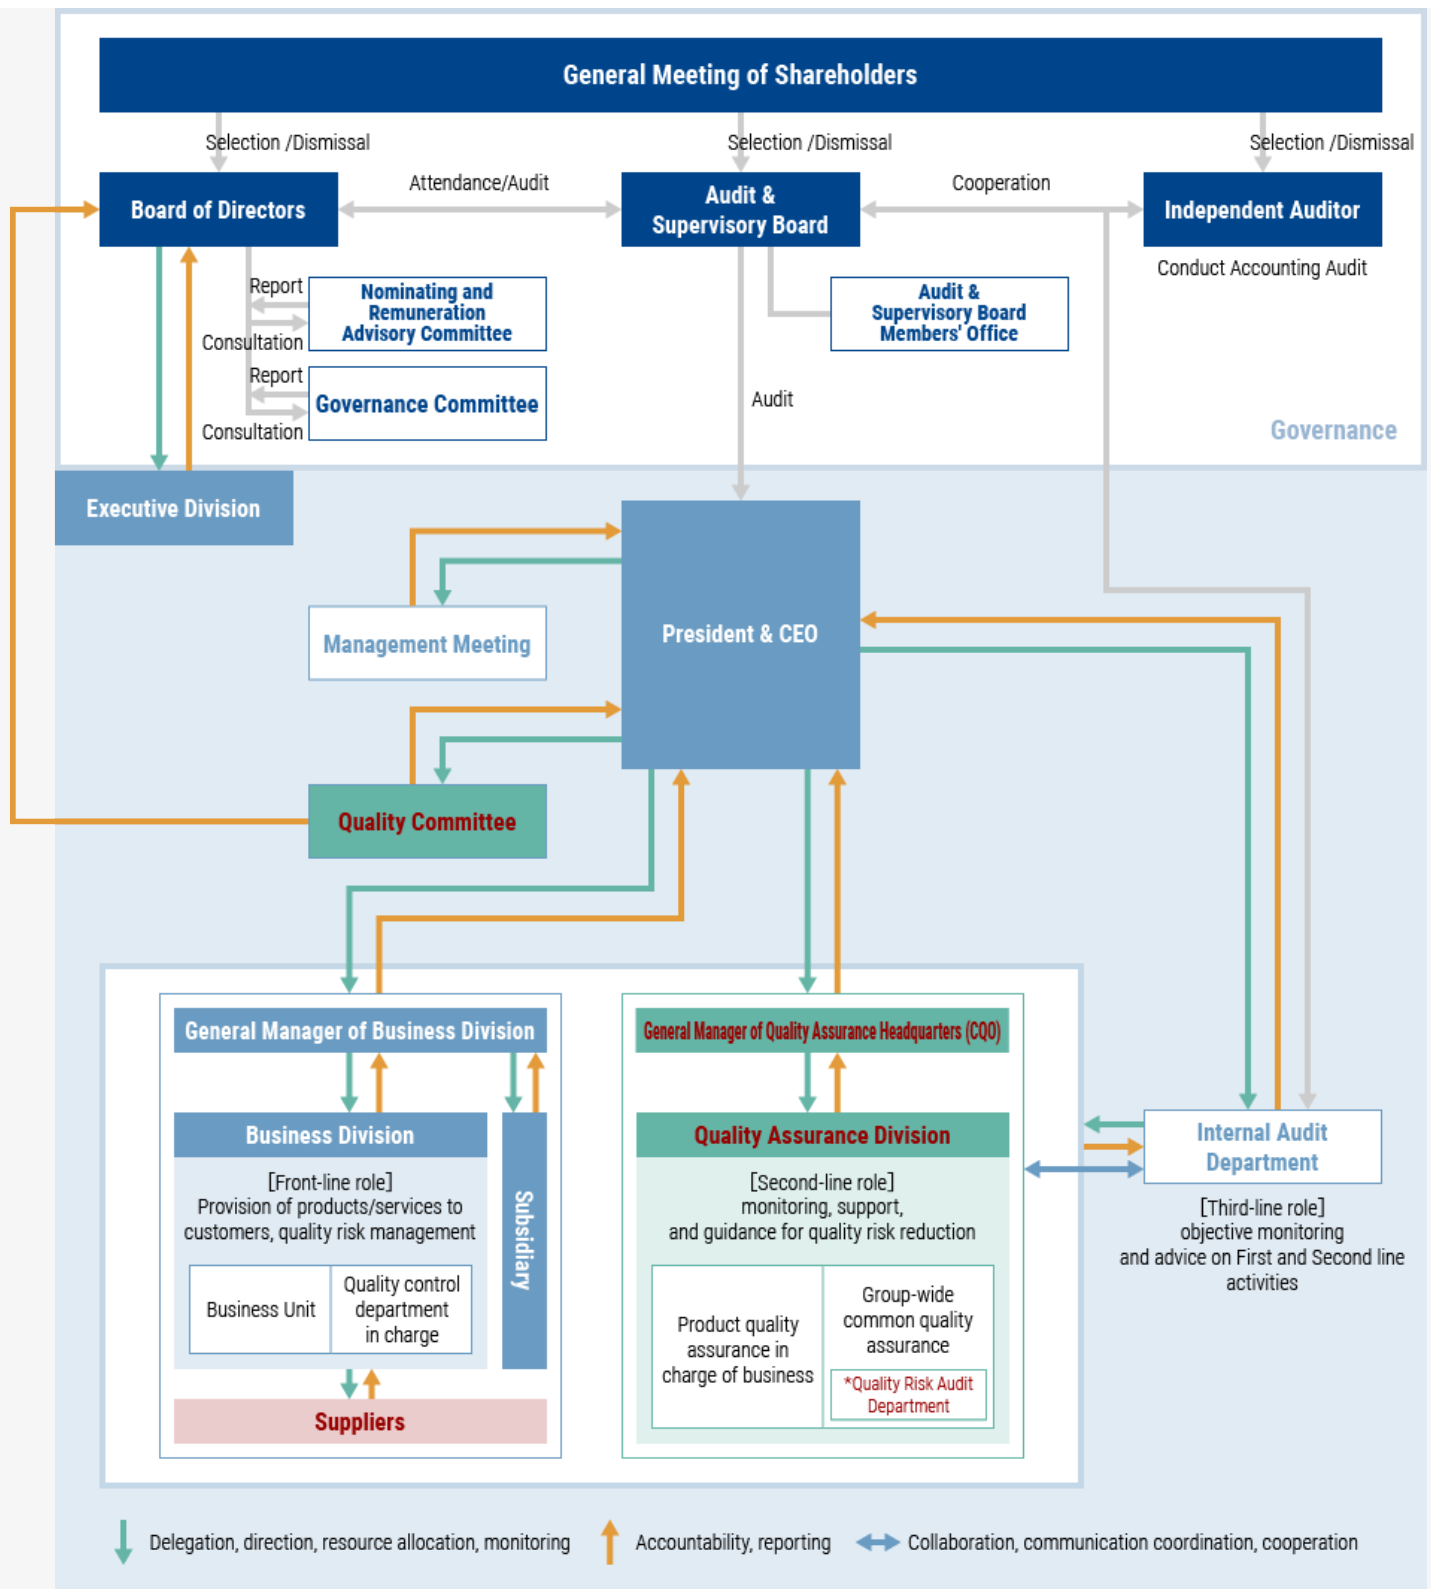 General Meeting of Shareholders
Selection /Dismissal
Selection /Dismissal
Selection /Dismissal
Board of Directors
Attendance/Audit
Audit &
Supervisory Board
Cooperation
Independent Auditor
Conduct Accounting Audit
Report
Consultation
Nominating and
Remuneration
Advisory Committee
Audit &
Supervisory Board
Members' Office
Report
Consultation
Governance Committee
Audit
Governance
Executive Division
President & CEO
Management Meeting
Quality Committee
General Manager of Business Division
General Manager of Quality Assurance Headquarters (CQO)
Business Division
[Front-line role]
Provision of products/services to
customers, quality risk management
Business Unit
Quality control
department
in charge
Subsidiary
Suppliers
Quality Assurance Division
[Second-line role]
monitoring, support,
and guidance for quality risk reduction
Product quality
assurance in
charge of business
Group-wide
common quality
assurance
*Quality Risk Audit
Department
Internal Audit
Department
[Third-line role]
objective monitoring
and advice on First and Second line
activities
Delegation, direction, resource allocation, monitoring
Accountability, reporting
Collaboration, communication coordination, cooperation